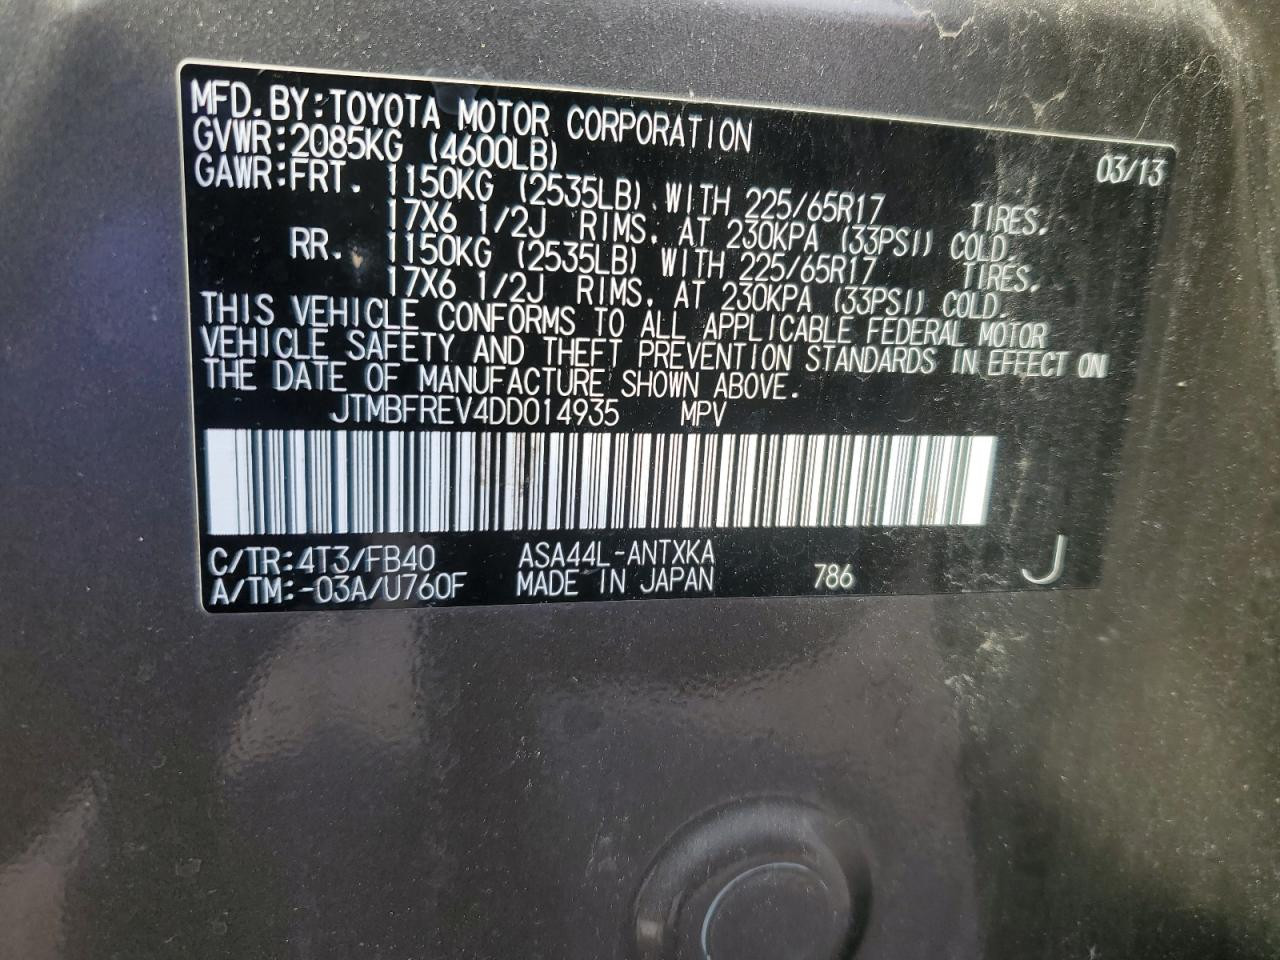 MFD.BY:TOYOTA MOTOR CORPORATION 03/13
GVWR:2085KG (4600LB)
GAWR:FRT. 1150KG (2535LB) WITH 225/65R17 TIRES.
17X6 1/2J RIMS, AT 230KPA (33PSI) COLD.
RR. 1150KG (2535LB) WITH 225/65R17 TIRES.
17X6 1/2J RIMS, AT 230KPA (33PSI) COLD.
THIS VEHICLE CONFORMS TO ALL APPLICABLE FEDERAL MOTOR
VEHICLE SAFETY AND THEFT PREVENTION STANDARDS IN EFFECT ON
THE DATE OF MANUFACTURE SHOWN ABOVE.
JTMBFREV4DD014935 MPV
C/TR:4T3/FB40 ASA44L-ANTXKA
A/TM:-03A/U760F MADE IN JAPAN 786 J